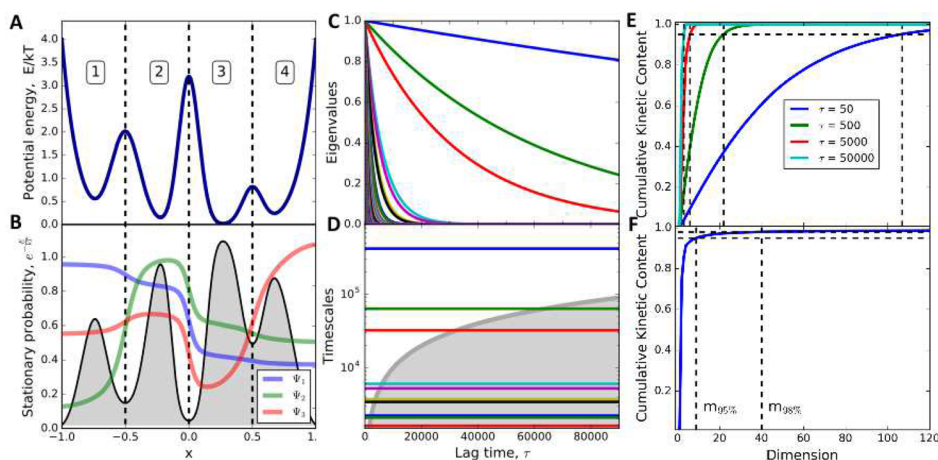 A
Potential energy, E/kT
4.0
3.5
3.0
2.5
2.0
1.5
1.0
0.5
0.0
1
2
3
4
B
Stationary probability,
1.0
0.8
0.6
0.4
0.2
0.0
Ψ1
Ψ2
Ψ3
−1.0
−0.5
0.0
0.5
1.
x
C
Eigenvalues
1.0
0.8
0.6
0.4
0.2
0.0
D
Timescales
10^5
10^4
0
20000
40000
60000
80000
Lag time, τ
E
Cumulative Kinetic Content
1.0
0.8
0.6
0.4
0.2
τ = 50
τ = 500
τ = 5000
τ = 50000
F
Cumulative Kinetic Content
1.0
0.8
0.6
0.4
0.2
m95%
m98%
0
20
40
60
80
100
120
Dimension